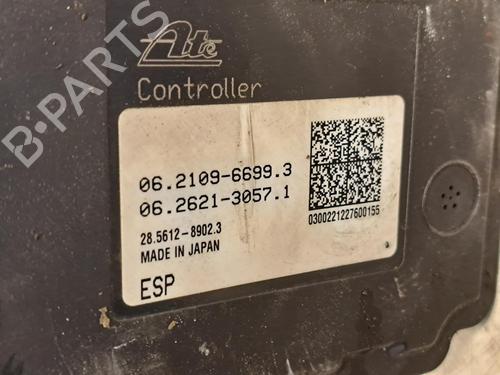 Ate
Controller
06.2109-6699.3
06.2621-3057.1
28.5612-8902.3
MADE IN JAPAN
0300221227600155
ESP
B-PARTS